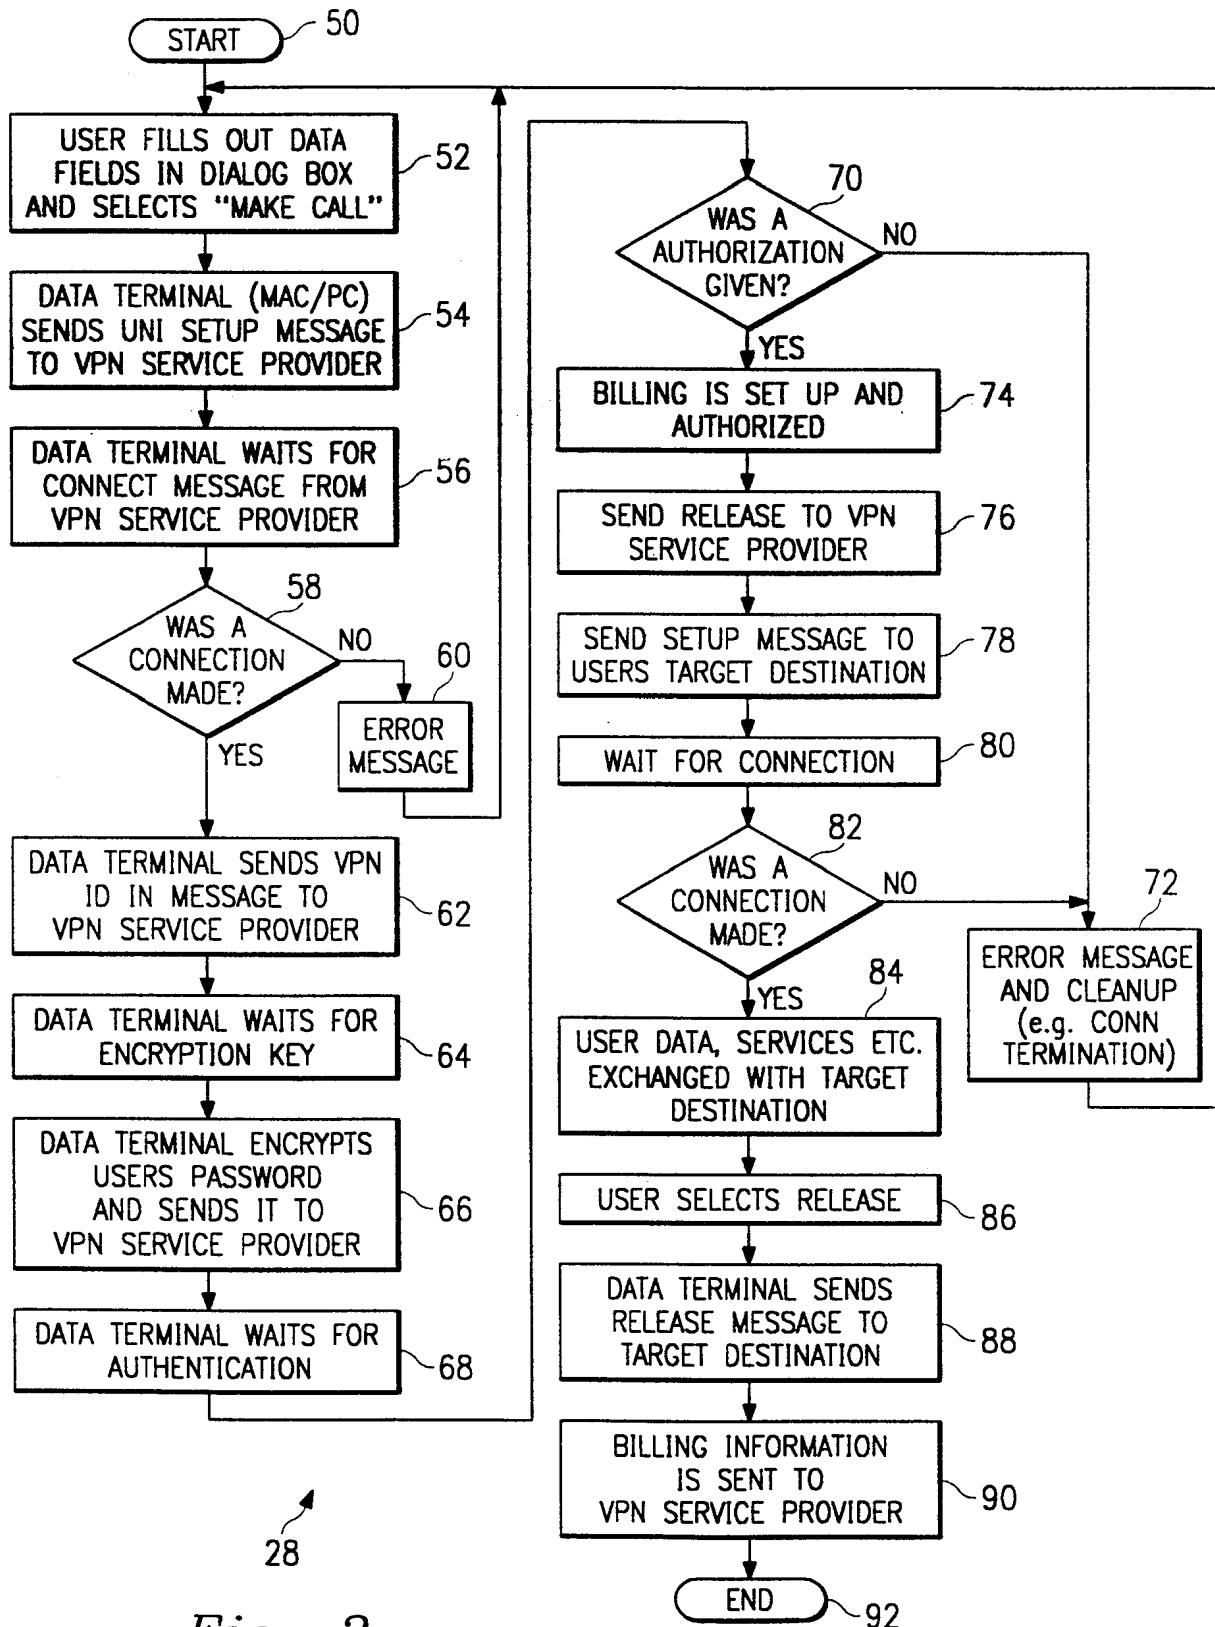 START
50
USER FILLS OUT DATA
FIELDS IN DIALOG BOX
AND SELECTS "MAKE CALL"
52
DATA TERMINAL (MAC/PC)
SENDS UNI SETUP MESSAGE
TO VPN SERVICE PROVIDER
54
DATA TERMINAL WAITS FOR
CONNECT MESSAGE FROM
VPN SERVICE PROVIDER
56
WAS A
CONNECTION
MADE?
58
NO
YES
ERROR
MESSAGE
60
DATA TERMINAL SENDS VPN
ID IN MESSAGE TO
VPN SERVICE PROVIDER
62
DATA TERMINAL WAITS FOR
ENCRYPTION KEY
64
DATA TERMINAL ENCRYPTS
USERS PASSWORD
AND SENDS IT TO
VPN SERVICE PROVIDER
66
DATA TERMINAL WAITS FOR
AUTHENTICATION
68
WAS A
AUTHORIZATION
GIVEN?
70
NO
YES
BILLING IS SET UP AND
AUTHORIZED
74
SEND RELEASE TO VPN
SERVICE PROVIDER
76
SEND SETUP MESSAGE TO
USERS TARGET DESTINATION
78
WAIT FOR CONNECTION
80
WAS A
CONNECTION
MADE?
82
NO
YES
ERROR MESSAGE
AND CLEANUP
(e.g. CONN
TERMINATION)
72
USER DATA, SERVICES ETC.
EXCHANGED WITH TARGET
DESTINATION
84
USER SELECTS RELEASE
86
DATA TERMINAL SENDS
RELEASE MESSAGE TO
TARGET DESTINATION
88
BILLING INFORMATION
IS SENT TO
VPN SERVICE PROVIDER
90
END
92
28